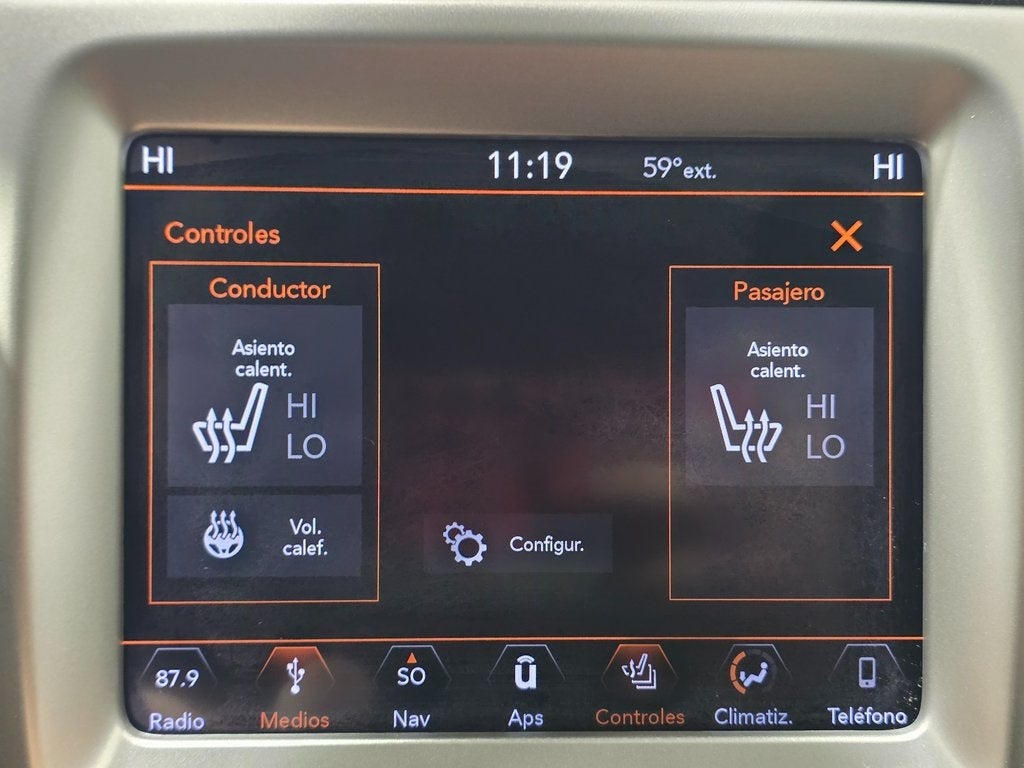 HI 11:19 59° ext. HI
Controles
Conductor
Asiento
calent.
HI
LO
Vol.
calef.
Configur.
Pasajero
Asiento
calent.
HI
LO
87.9
Radio
Medios
SO
Nav
ū
Aps
Controles
Climatiz.
Teléfono